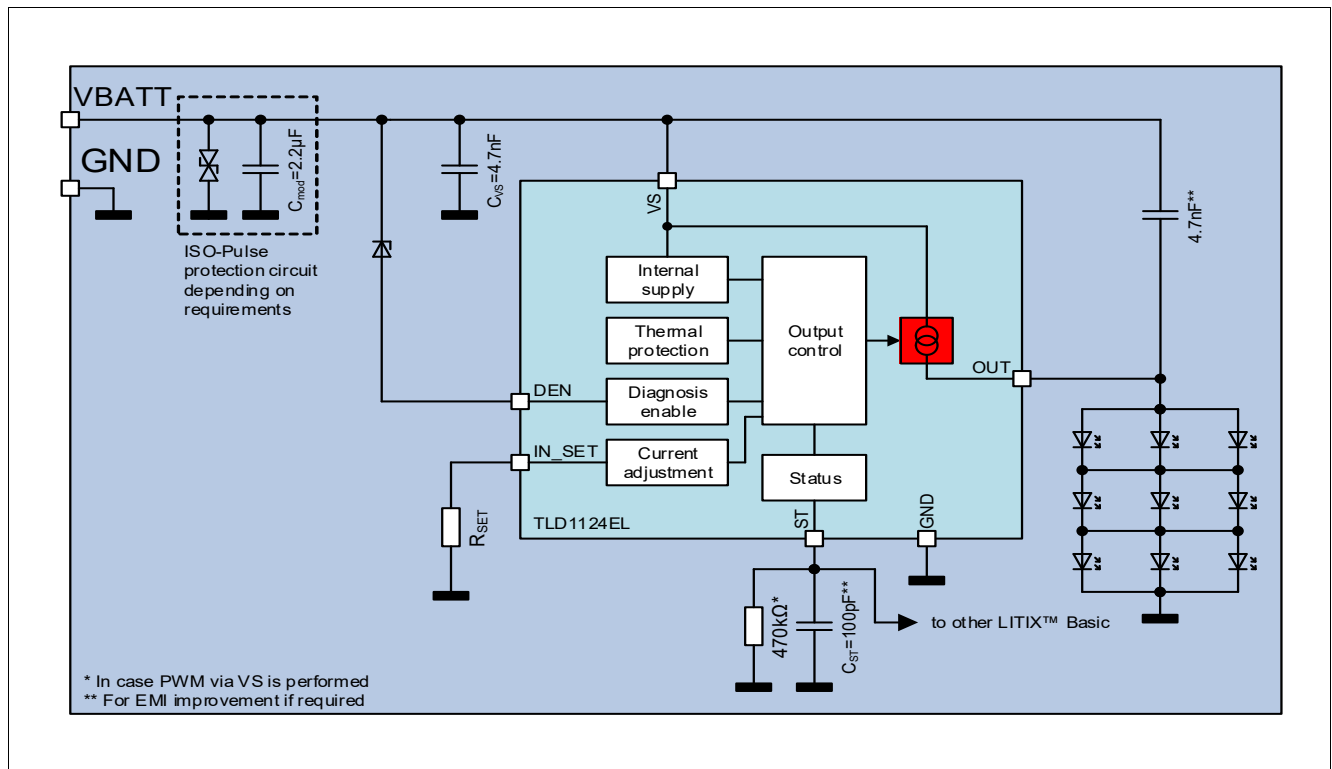 VBATT
GND
Cmod=2.2µF
ISO-Pulse
protection circuit
depending on
requirements
CVS=4.7nF
VS
4.7nF**
Internal
supply
Thermal
protection
Output
control
OUT
DEN
Diagnosis
enable
IN_SET
Current
adjustment
Status
RSET
TLD1124EL
ST
GND
470kΩ*
CST=100pF**
to other LITIX™ Basic
* In case PWM via VS is performed
** For EMI improvement if required